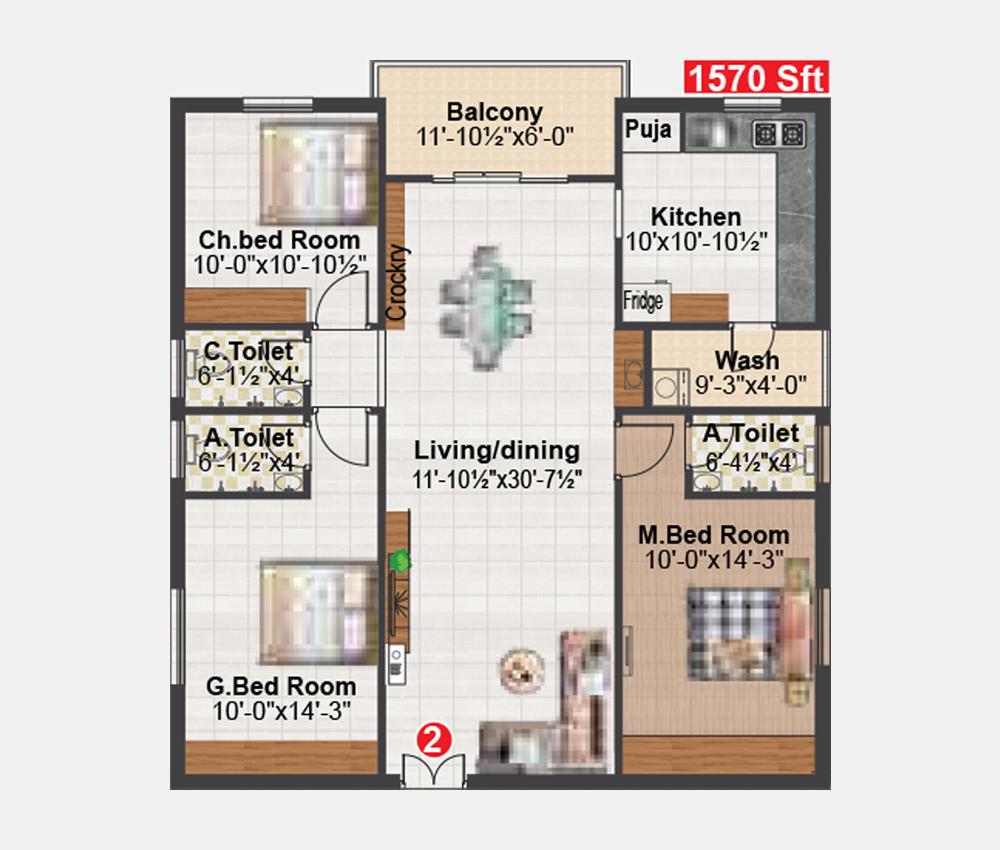 1570 Sft
Balcony
11'-10½"x6'-0"
Puja
Kitchen
10'x10'-10½"
Ch.bed Room
10'-0"x10'-10½"
Crockry
Fridge
C.Toilet
6'-1½"x4'
Wash
9'-3"x4'-0"
A.Toilet
6'-1½"x4'
A.Toilet
6'-4½"x4'
Living/dining
11'-10½"x30'-7½"
M.Bed Room
10'-0"x14'-3"
G.Bed Room
10'-0"x14'-3"
2